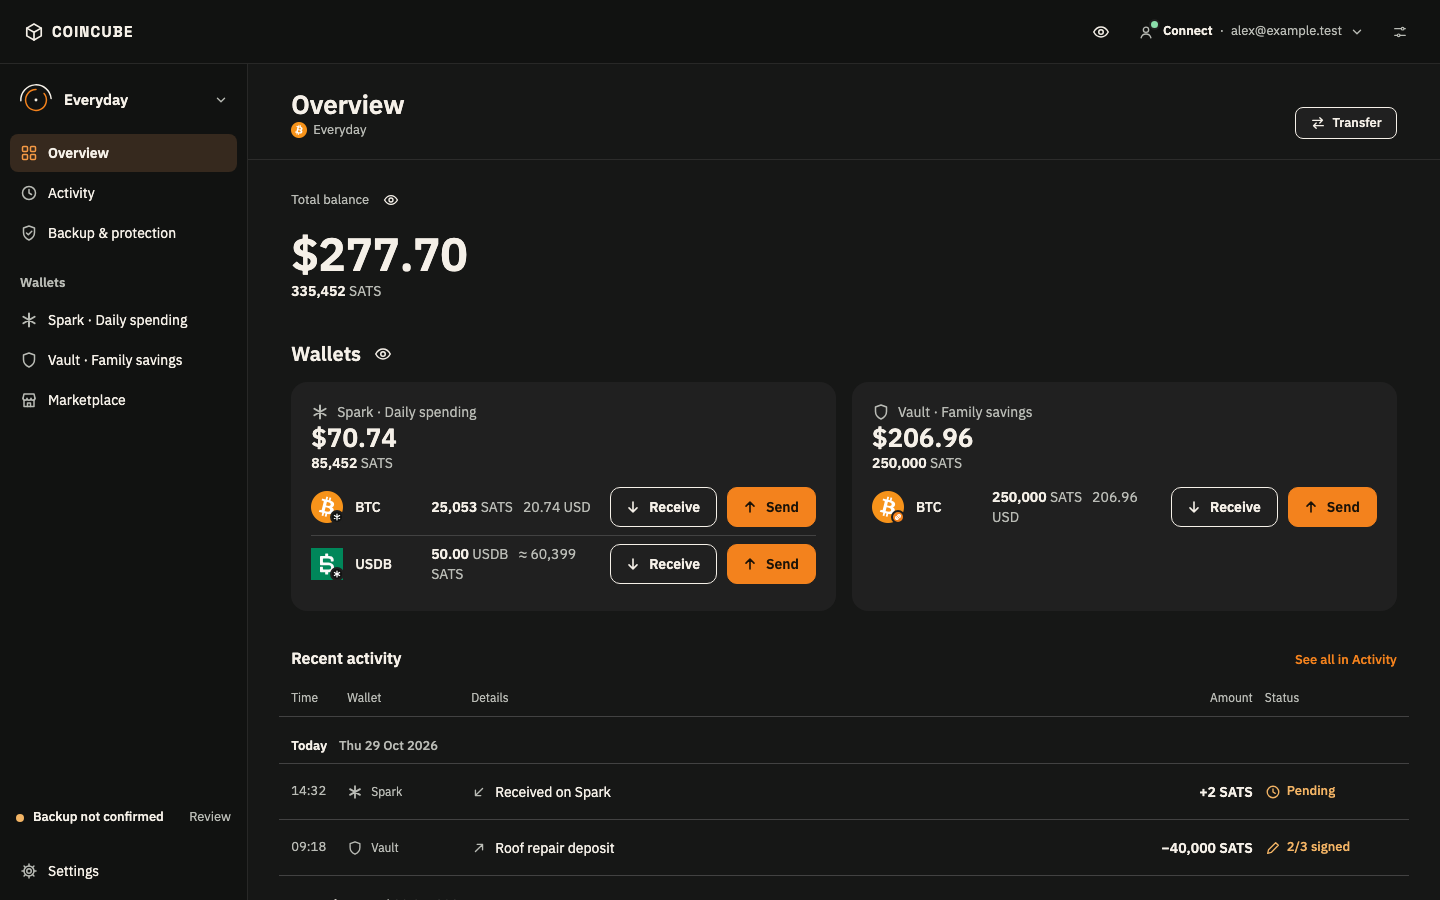 COINCUBE
Connect · alex@example.test
Everyday
Overview
Activity
Backup & protection
Wallets
Spark · Daily spending
Vault · Family savings
Marketplace
Backup not confirmed Review
Settings
Overview
Everyday
Transfer
Total balance
$277.70
335,452 SATS
Wallets
Spark · Daily spending
$70.74
85,452 SATS
BTC 25,053 SATS 20.74 USD Receive Send
USDB 50.00 USDB ≈ 60,399
SATS
Receive Send
Vault · Family savings
$206.96
250,000 SATS
BTC 250,000 SATS 206.96
USD
Receive Send
Recent activity See all in Activity
Time Wallet Details Amount Status
Today Thu 29 Oct 2026
14:32 Spark Received on Spark +2 SATS Pending
09:18 Vault Roof repair deposit −40,000 SATS 2/3 signed